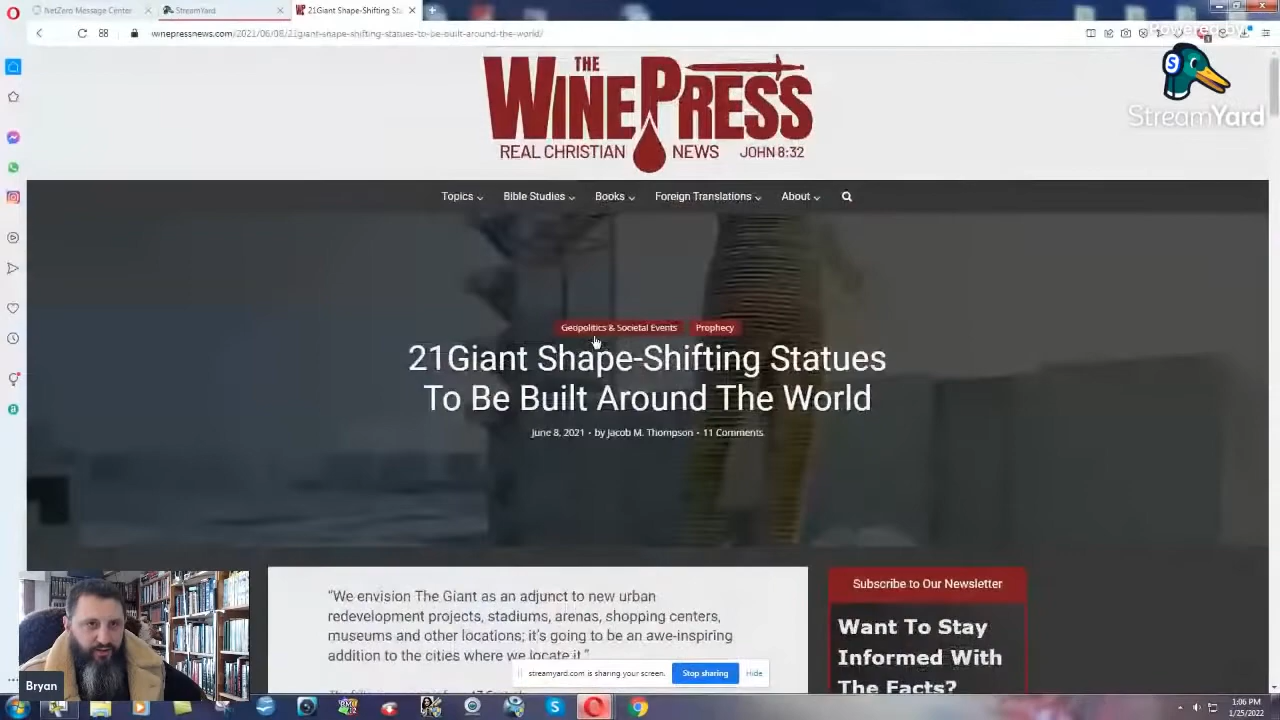 NetZero Message Center
StreamYard
21Giant Shape-Shifting Sta
winepressnews.com/2021/06/08/21giant-shape-shifting-statues-to-be-built-around-the-world/
Powered by
StreamYard
THE
WINEPRESS
REAL CHRISTIAN NEWS JOHN 8:32
Topics Bible Studies Books Foreign Translations About
Geopolitics & Societal Events Prophecy
21Giant Shape-Shifting Statues
To Be Built Around The World
June 8, 2021 • by Jacob M. Thompson • 11 Comments
"We envision The Giant as an adjunct to new urban
redevelopment projects, stadiums, arenas, shopping centers,
museums and other locations; it's going to be an awe-inspiring
addition to the cities where we locate it."
Subscribe to Our Newsletter
Want To Stay
Informed With
The Facts?
streamyard.com is sharing your screen. Stop sharing Hide
Bryan
1:06 PM
1/25/2022